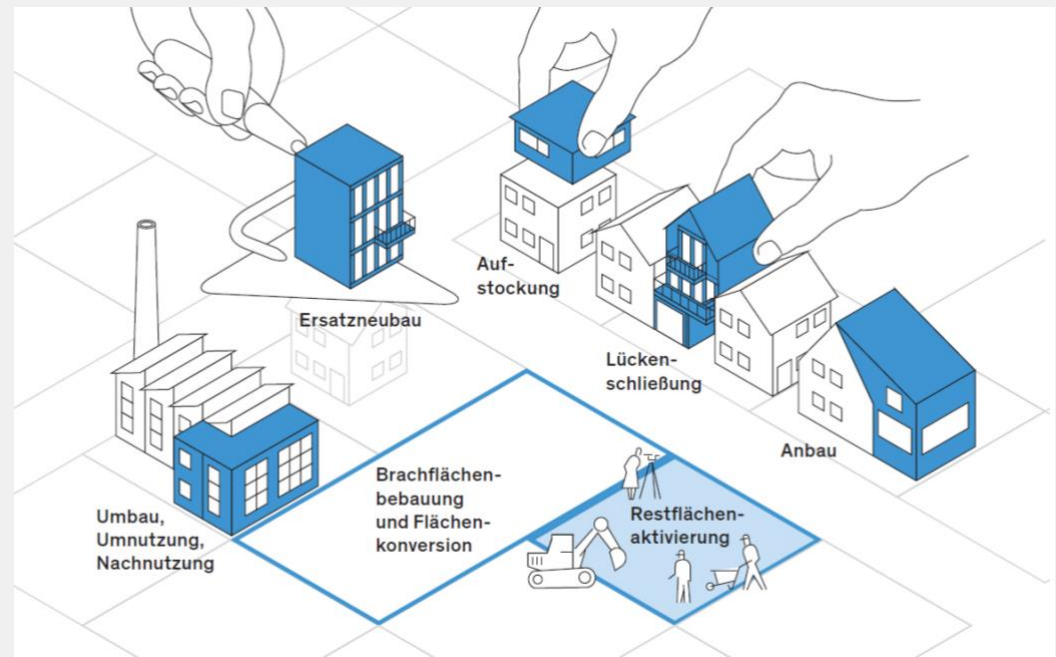 Auf-
stockung
Ersatzneubau
Lücken-
schließung
Anbau
Brachflächen-
bebauung
und Flächen-
konversion
Restflächen-
aktivierung
Umbau,
Umnutzung,
Nachnutzung